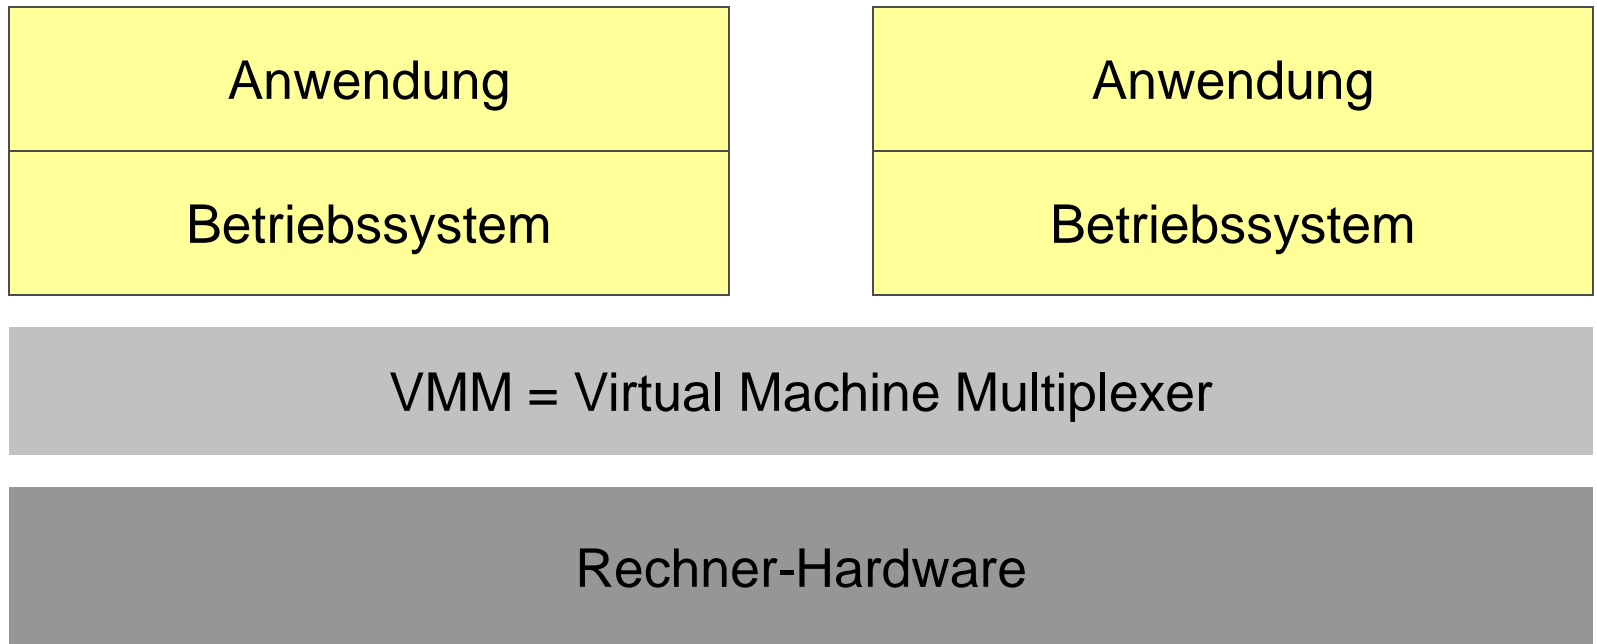 Anwendung
Anwendung
Betriebssystem
Betriebssystem
VMM = Virtual Machine Multiplexer
Rechner-Hardware